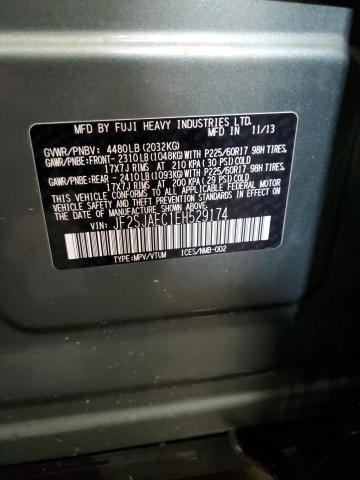 MFD BY FUJI HEAVY INDUSTRIES LTD.
MFD IN 11/13
GVWR/PNBV: 4480LB (2032KG)
GAWR/PNBE: FRONT- 2310LB (1048KG) WITH P225/60R17 98H TIRES,
17X7J RIMS AT 210 KPA (30 PSI) COLD
GAWR/PNBE: REAR - 2410LB (1093KG) WITH P225/60R17 98H TIRES,
17X7J RIMS AT 200 KPA (29 PSI) COLD
THIS VEHICLE CONFORMS TO ALL APPLICABLE FEDERAL MOTOR
VEHICLE SAFETY AND THEFT PREVENTION STANDARDS IN
EFFECT ON THE DATE OF MANUFACTURE SHOWN ABOVE.
VIN: JF2SJAEC1EH529174
TYPE:MPV/VTUM ICES/NMB-002